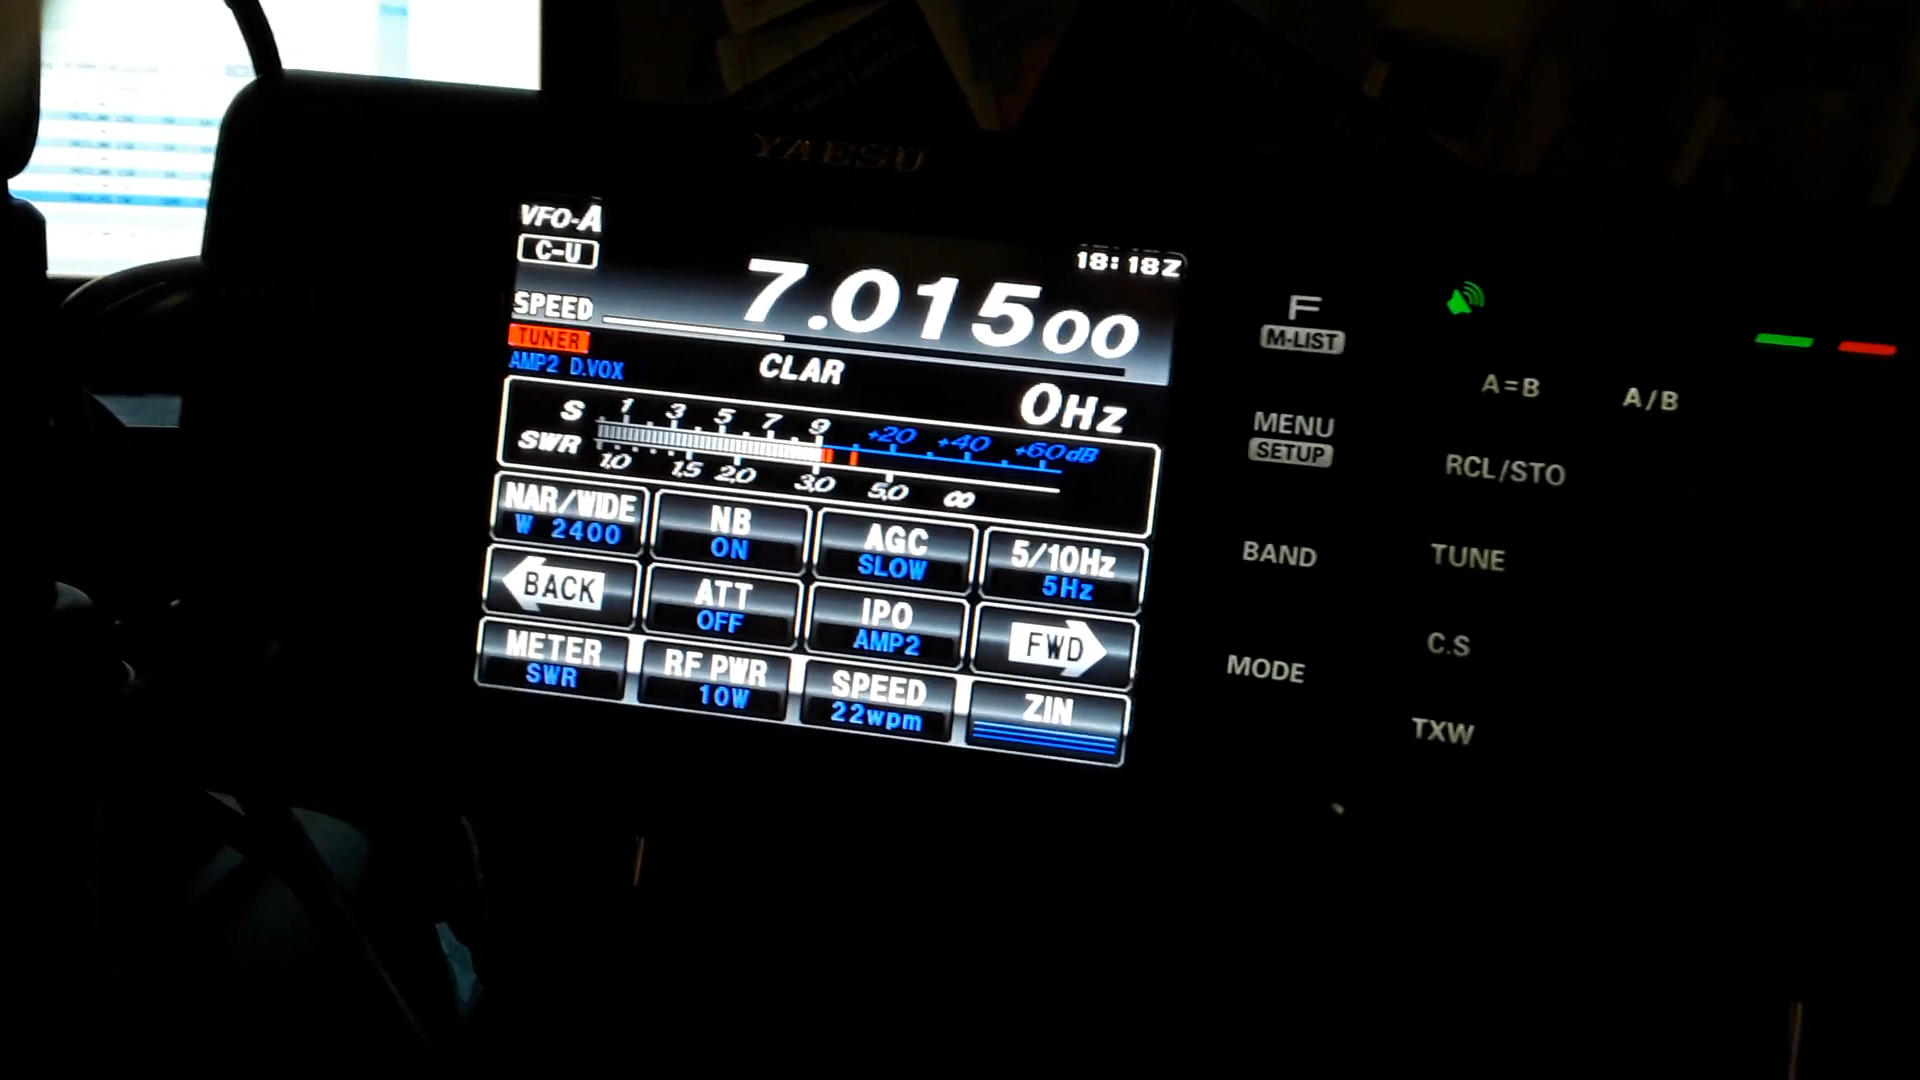 YAESU
VFO-A
C-U
18:18Z
7.01500
SPEED
TUNER
AMP2 D.VOX
CLAR
0Hz
S 1 3 5 7 9 +20 +40 +60dB
SWR 1.0 1.5 2.0 3.0 5.0 ∞
NAR/WIDE NB AGC 5/10Hz
W 2400 ON SLOW 5Hz
BACK ATT IPO FWD
OFF AMP2
METER RF PWR SPEED ZIN
SWR 10W 22wpm
F
M-LIST
A=B A/B
MENU
SETUP
RCL/STO
BAND
TUNE
C.S
MODE
TXW